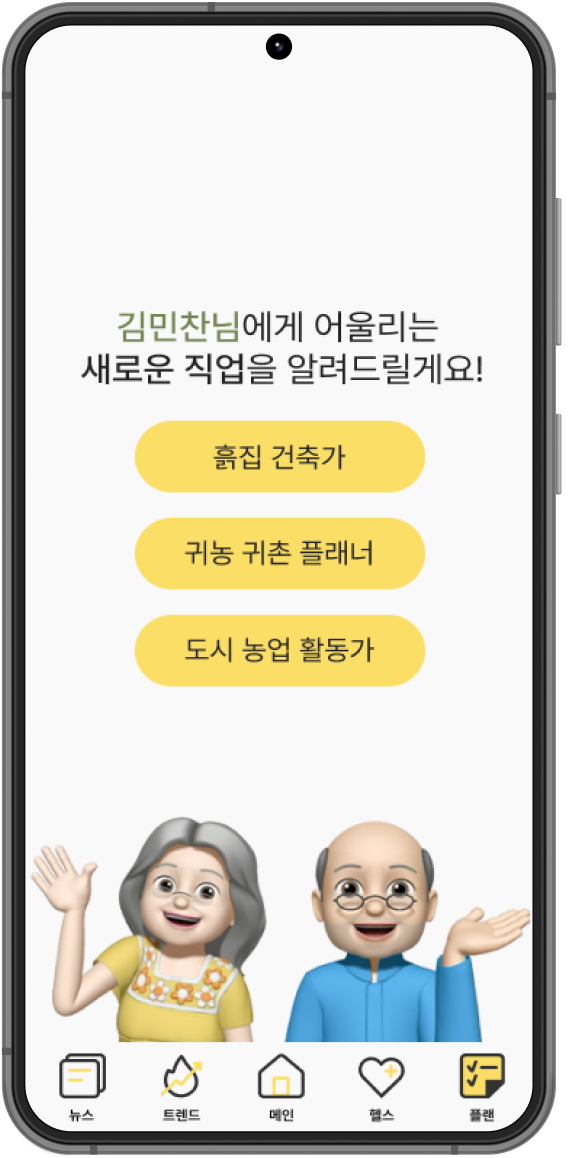 김민찬님에게 어울리는
새로운 직업을 알려드릴게요!
흙집 건축가
귀농 귀촌 플래너
도시 농업 활동가
뉴스
트렌드
메인
헬스
플랜